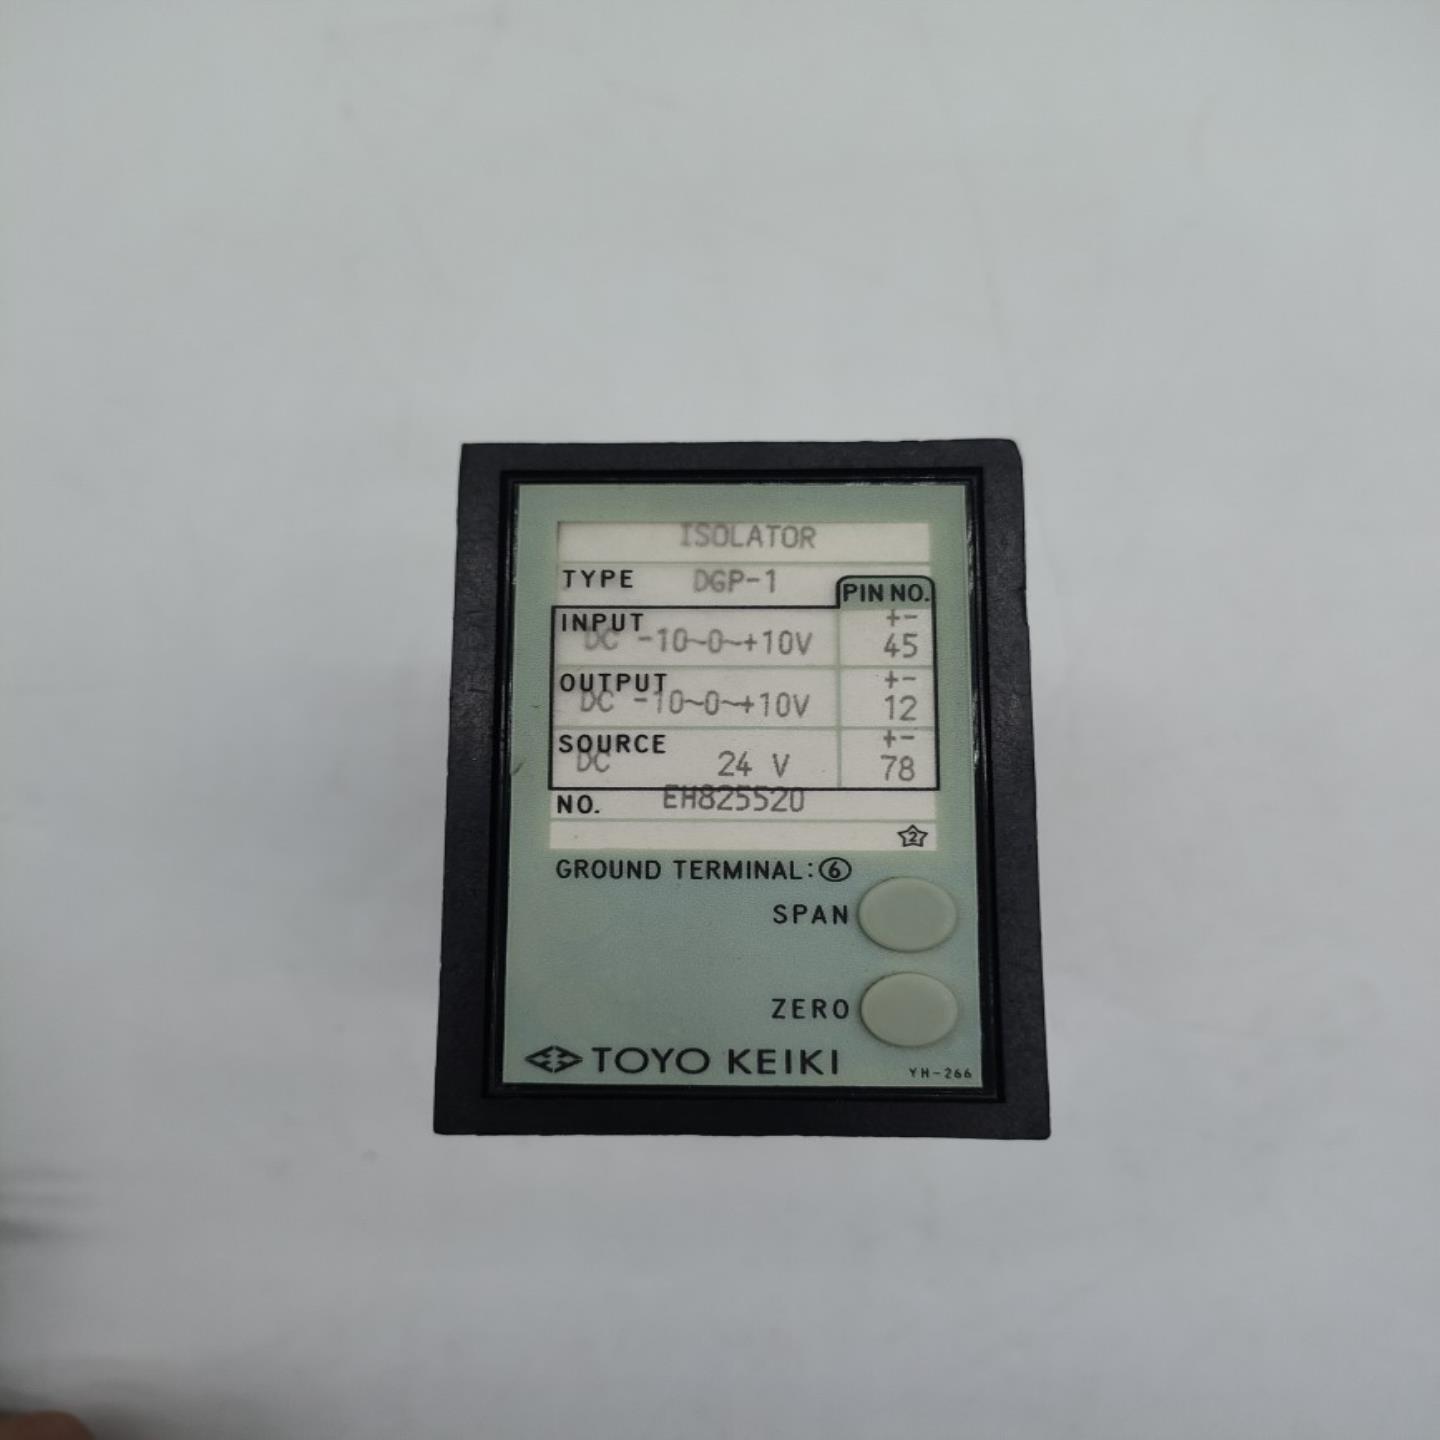 ISOLATOR
TYPE DGP-1
PIN NO.
INPUT + -
DC -10~0~+10V 45
OUTPUT + -
DC -10~0~+10V 12
SOURCE + -
DC 24 V 78
NO. EH825520
2
GROUND TERMINAL:⑥
SPAN
ZERO
TOYO KEIKI
YH-266